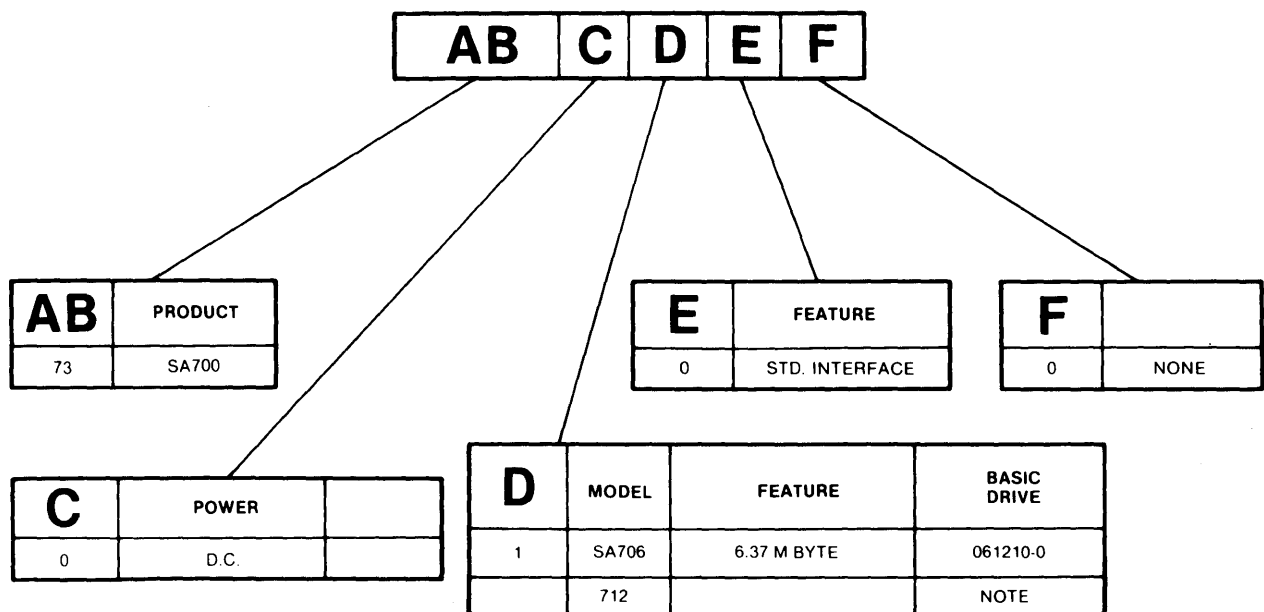 AB C D E F
AB PRODUCT
73 SA700
E FEATURE
0 STD. INTERFACE
F
0 NONE
C POWER
0 D.C.
D MODEL FEATURE BASIC DRIVE
1 SA706 6.37 M BYTE 061210-0
712 NOTE